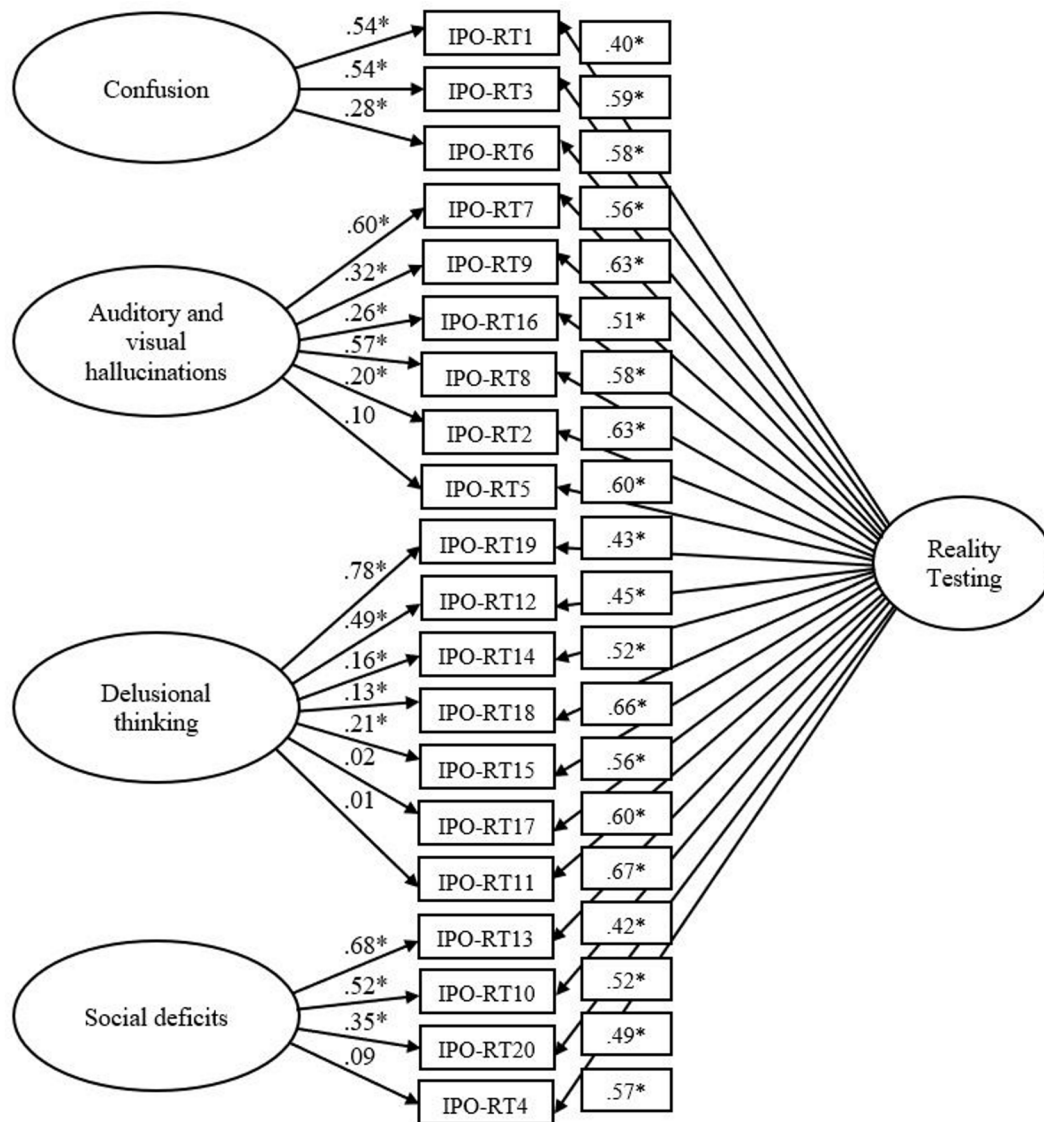 Confusion
.54*
.54*
.28*
IPO-RT1
IPO-RT3
IPO-RT6
.40*
.59*
.58*
Auditory and
visual
hallucinations
.60*
.32*
.26*
.57*
.20*
.10
IPO-RT7
IPO-RT9
IPO-RT16
IPO-RT8
IPO-RT2
IPO-RT5
.56*
.63*
.51*
.58*
.63*
.60*
Delusional
thinking
.78*
.49*
.16*
.13*
.21*
.02
.01
IPO-RT19
IPO-RT12
IPO-RT14
IPO-RT18
IPO-RT15
IPO-RT17
IPO-RT11
.43*
.45*
.52*
.66*
.56*
.60*
.67*
Social deficits
.68*
.52*
.35*
.09
IPO-RT13
IPO-RT10
IPO-RT20
IPO-RT4
.42*
.52*
.49*
.57*
Reality
Testing